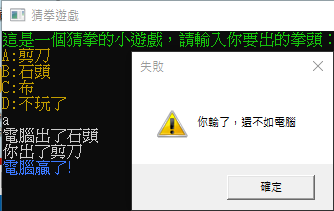 猜拳遊戲
這是一個猜拳的小遊戲，請輸入你要出的拳頭：
A:剪刀
B:石頭
C:布
D:不玩了
a
電腦出了石頭
你出了剪刀
電腦贏了!
失敗
你輸了，還不如電腦
確定